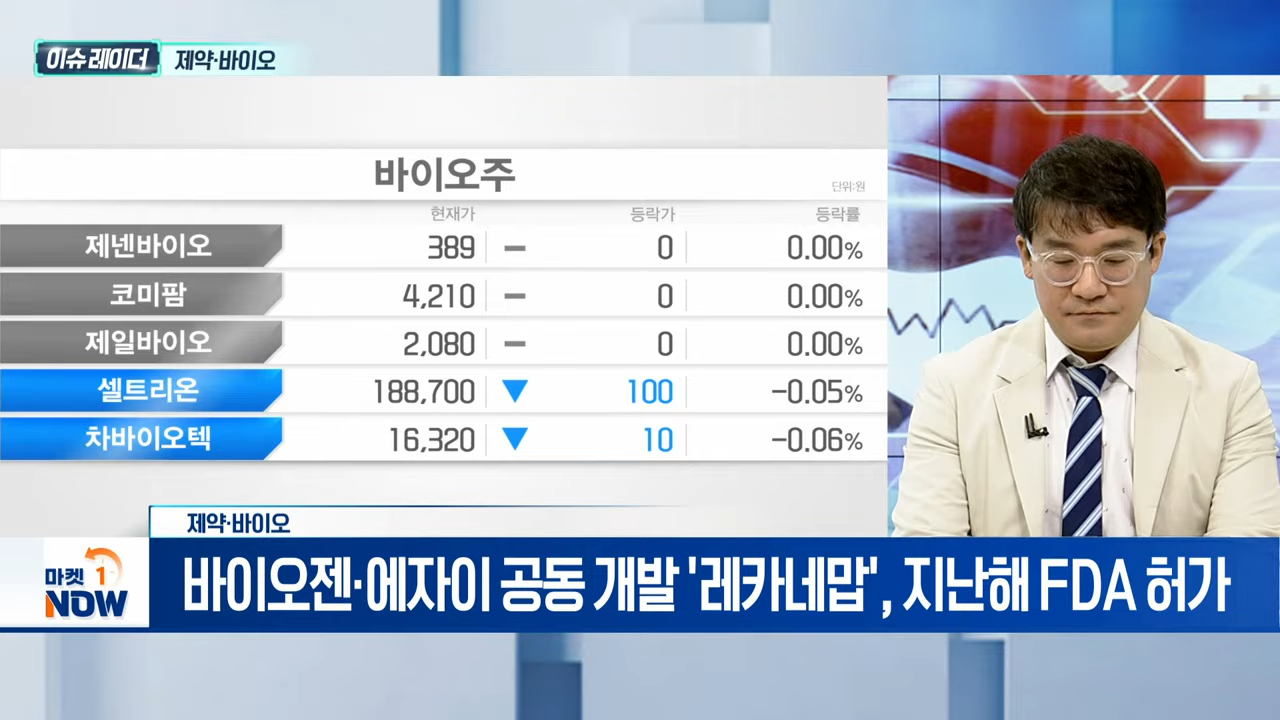 이슈레이더 제약·바이오
바이오주
단위:원
현재가 등락가 등락률
제넨바이오 389 ━ 0 0.00%
코미팜 4,210 ━ 0 0.00%
제일바이오 2,080 ━ 0 0.00%
셀트리온 188,700 ▼ 100 -0.05%
차바이오텍 16,320 ▼ 10 -0.06%
제약·바이오
마켓 1
NOW
바이오젠·에자이 공동 개발 '레카네맙', 지난해 FDA 허가